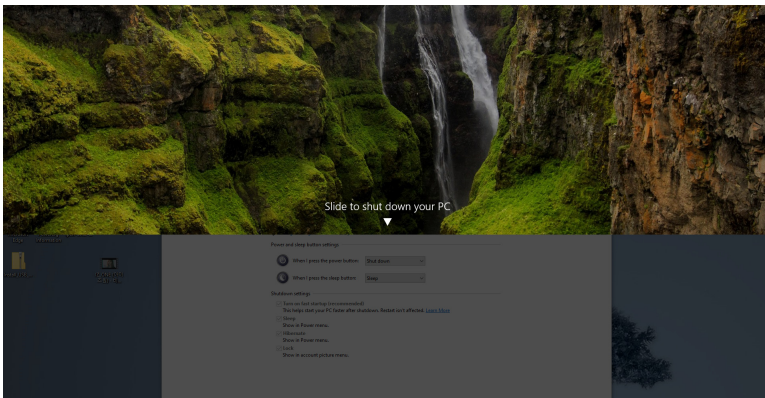 Slide to shut down your PC
Power and sleep button settings
When I press the power button: Shut down
When I press the sleep button: Sleep
Shutdown settings
Turn on fast startup (recommended)
This helps start your PC faster after shutdown. Restart isn't affected. Learn More
Sleep
Show in Power menu.
Hibernate
Show in Power menu.
Lock
Show in account picture menu.